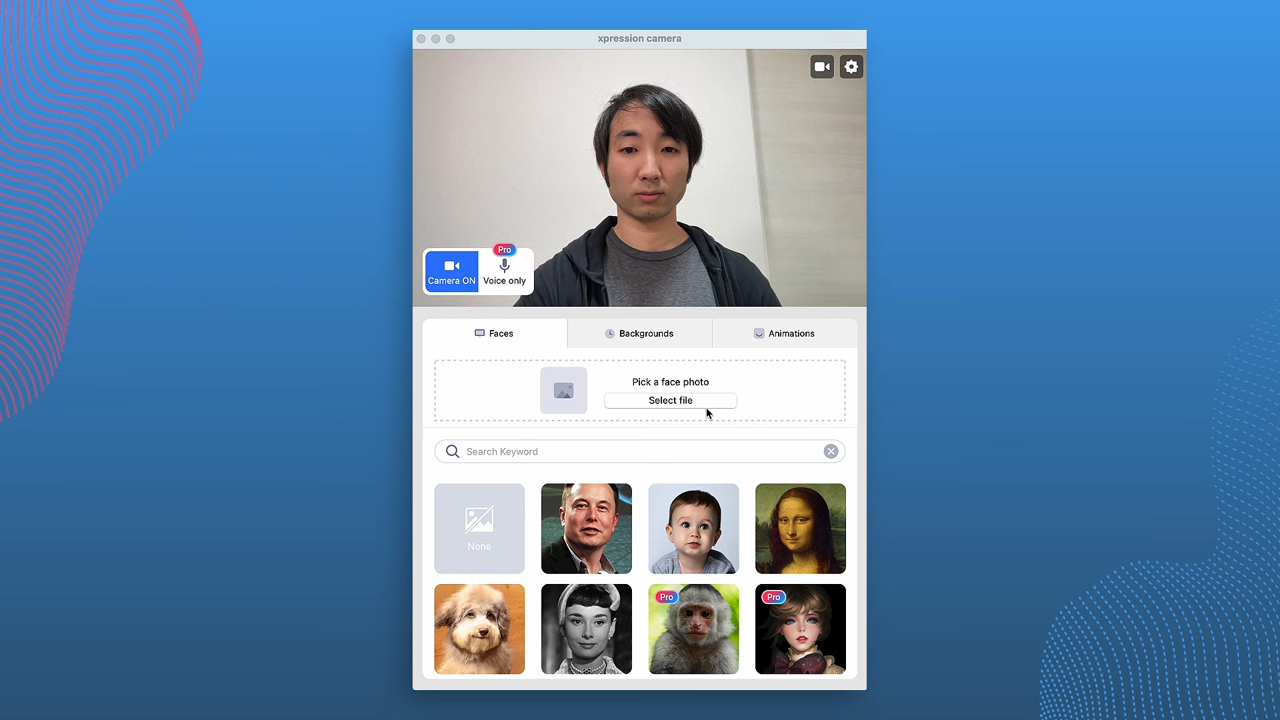 xpression camera
Pro
Camera ON
Voice only
Faces
Backgrounds
Animations
Pick a face photo
Select file
Search Keyword
None
Pro
Pro